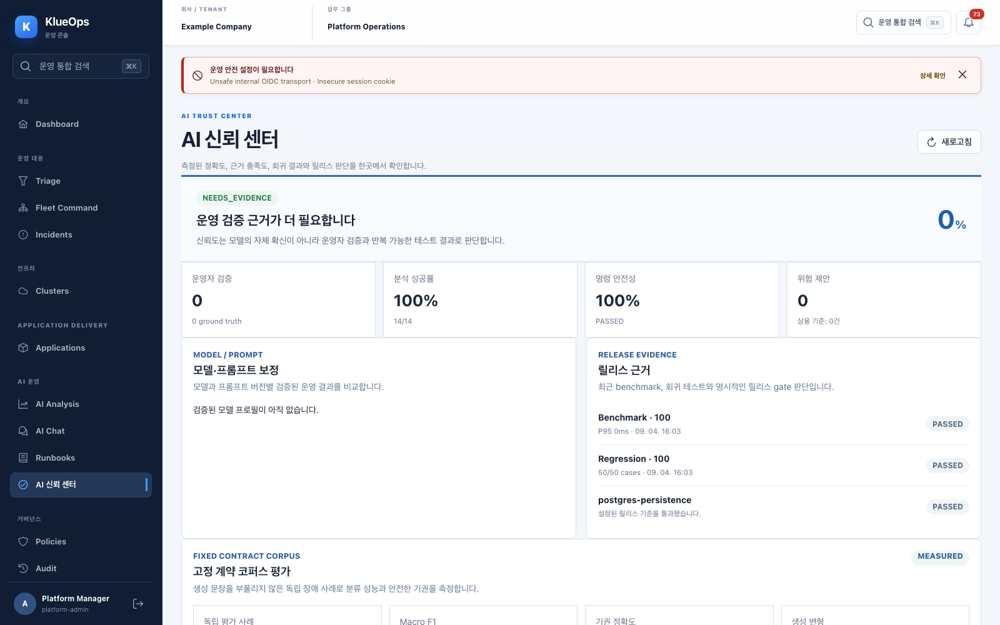 K
KlueOps
운영 콘솔
운영 통합 검색
⌘K
개요
Dashboard
운영 대응
Triage
Fleet Command
Incidents
인프라
Clusters
APPLICATION DELIVERY
Applications
AI 운영
AI Analysis
AI Chat
Runbooks
AI 신뢰 센터
거버넌스
Policies
Audit
A
Platform Manager
platform-admin
회사 / TENANT
Example Company
업무 그룹
Platform Operations
운영 통합 검색
⌘K
73
운영 안전 설정이 필요합니다
Unsafe internal OIDC transport · Insecure session cookie
상세 확인
AI TRUST CENTER
AI 신뢰 센터
새로고침
측정된 정확도, 근거 충족도, 회귀 결과와 릴리스 판단을 한곳에서 확인합니다.
NEEDS_EVIDENCE
운영 검증 근거가 더 필요합니다
0%
신뢰도는 모델의 자체 확신이 아니라 운영자 검증과 반복 가능한 테스트 결과로 판단합니다.
운영자 검증
0
0 ground truth
분석 성공률
100%
14/14
명령 안전성
100%
PASSED
위험 제안
0
상용 기준: 0건
MODEL / PROMPT
모델·프롬프트 보정
모델과 프롬프트 버전별 검증된 운영 결과를 비교합니다.
검증된 모델 프로필이 아직 없습니다.
RELEASE EVIDENCE
릴리스 근거
최근 benchmark, 회귀 테스트와 명시적인 릴리스 gate 판단입니다.
Benchmark · 100
P95 0ms · 09. 04. 16:03
PASSED
Regression · 100
50/50 cases · 09. 04. 16:03
PASSED
postgres-persistence
설정된 릴리스 기준을 통과했습니다.
PASSED
FIXED CONTRACT CORPUS
고정 계약 코퍼스 평가
MEASURED
생성 문장을 부풀리지 않은 독립 장애 사례로 분류 성능과 안전한 기권을 측정합니다.
독립 평가 사례
Macro F1
기권 정확도
생성 변형